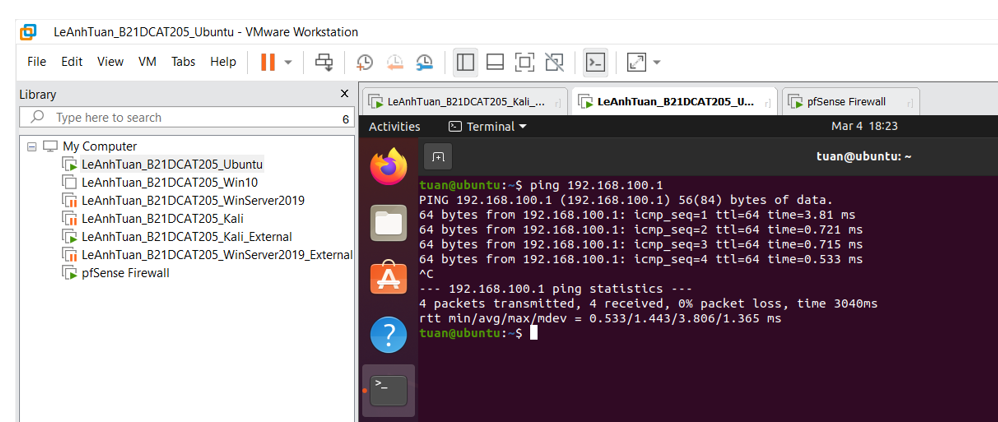 LeAnhTuan_B21DCAT205_Ubuntu - VMware Workstation
File Edit View VM Tabs Help
Library X
Type here to search 6
My Computer
LeAnhTuan_B21DCAT205_Ubuntu
LeAnhTuan_B21DCAT205_Win10
LeAnhTuan_B21DCAT205_WinServer2019
LeAnhTuan_B21DCAT205_Kali
LeAnhTuan_B21DCAT205_Kali_External
LeAnhTuan_B21DCAT205_WinServer2019_External
pfSense Firewall
LeAnhTuan_B21DCAT205_Kali_... LeAnhTuan_B21DCAT205_U... pfSense Firewall
Activities Terminal Mar 4 18:23
tuan@ubuntu: ~
tuan@ubuntu:~$ ping 192.168.100.1
PING 192.168.100.1 (192.168.100.1) 56(84) bytes of data.
64 bytes from 192.168.100.1: icmp_seq=1 ttl=64 time=3.81 ms
64 bytes from 192.168.100.1: icmp_seq=2 ttl=64 time=0.721 ms
64 bytes from 192.168.100.1: icmp_seq=3 ttl=64 time=0.715 ms
64 bytes from 192.168.100.1: icmp_seq=4 ttl=64 time=0.533 ms
^C
--- 192.168.100.1 ping statistics ---
4 packets transmitted, 4 received, 0% packet loss, time 3040ms
rtt min/avg/max/mdev = 0.533/1.443/3.806/1.365 ms
tuan@ubuntu:~$